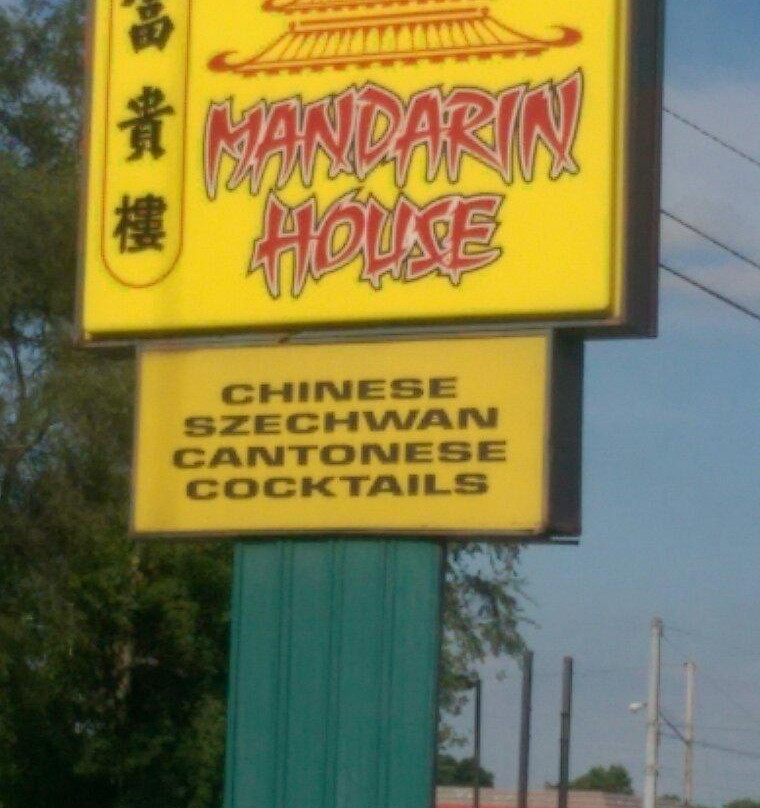 富貴樓
MANDARIN
HOUSE
CHINESE
SZECHWAN
CANTONESE
COCKTAILS